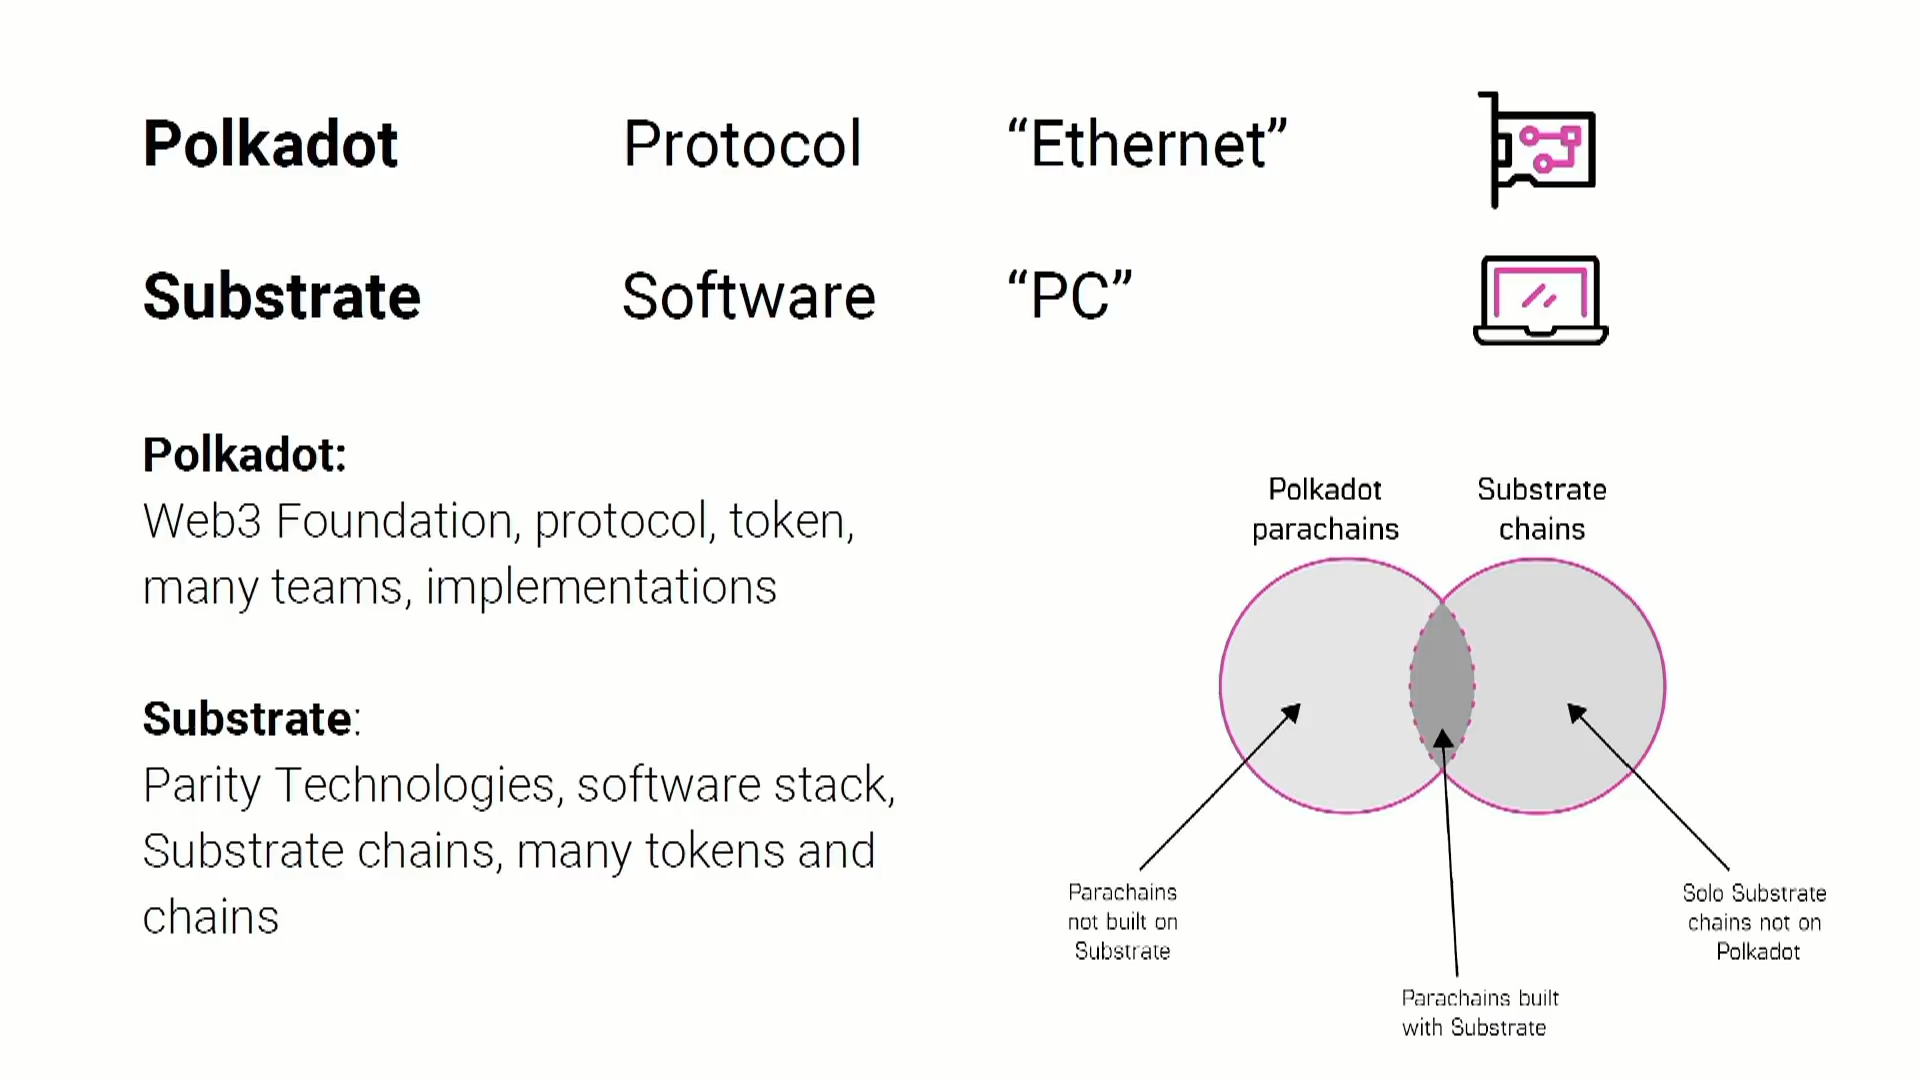 Polkadot Protocol “Ethernet”
Substrate Software “PC”
Polkadot:
Web3 Foundation, protocol, token,
many teams, implementations
Substrate:
Parity Technologies, software stack,
Substrate chains, many tokens and
chains
Polkadot
parachains
Substrate
chains
Parachains
not built on
Substrate
Parachains built
with Substrate
Solo Substrate
chains not on
Polkadot